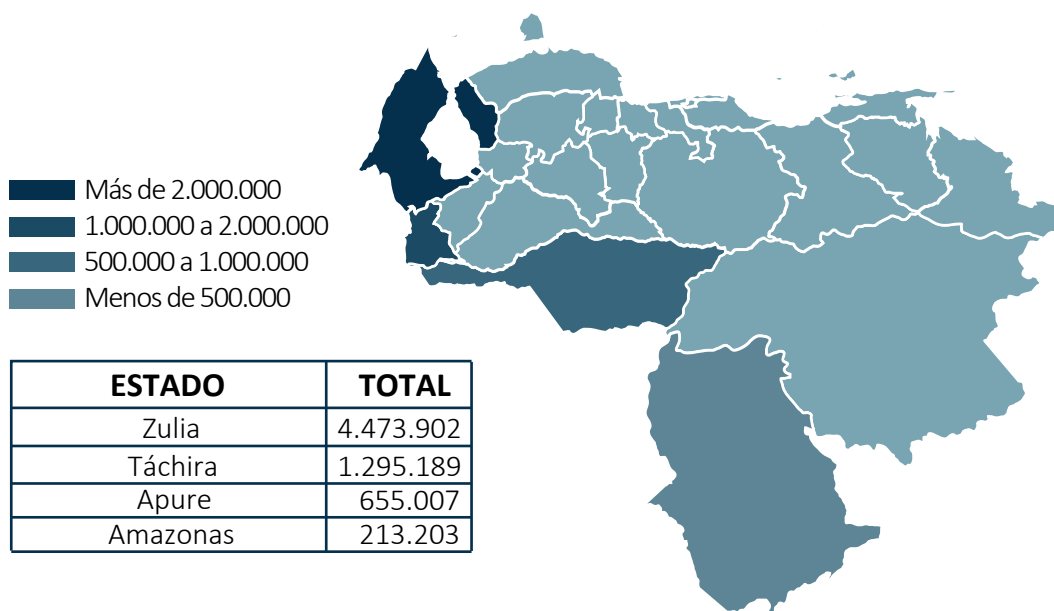 Más de 2.000.000
1.000.000 a 2.000.000
500.000 a 1.000.000
Menos de 500.000
ESTADO TOTAL
Zulia 4.473.902
Táchira 1.295.189
Apure 655.007
Amazonas 213.203